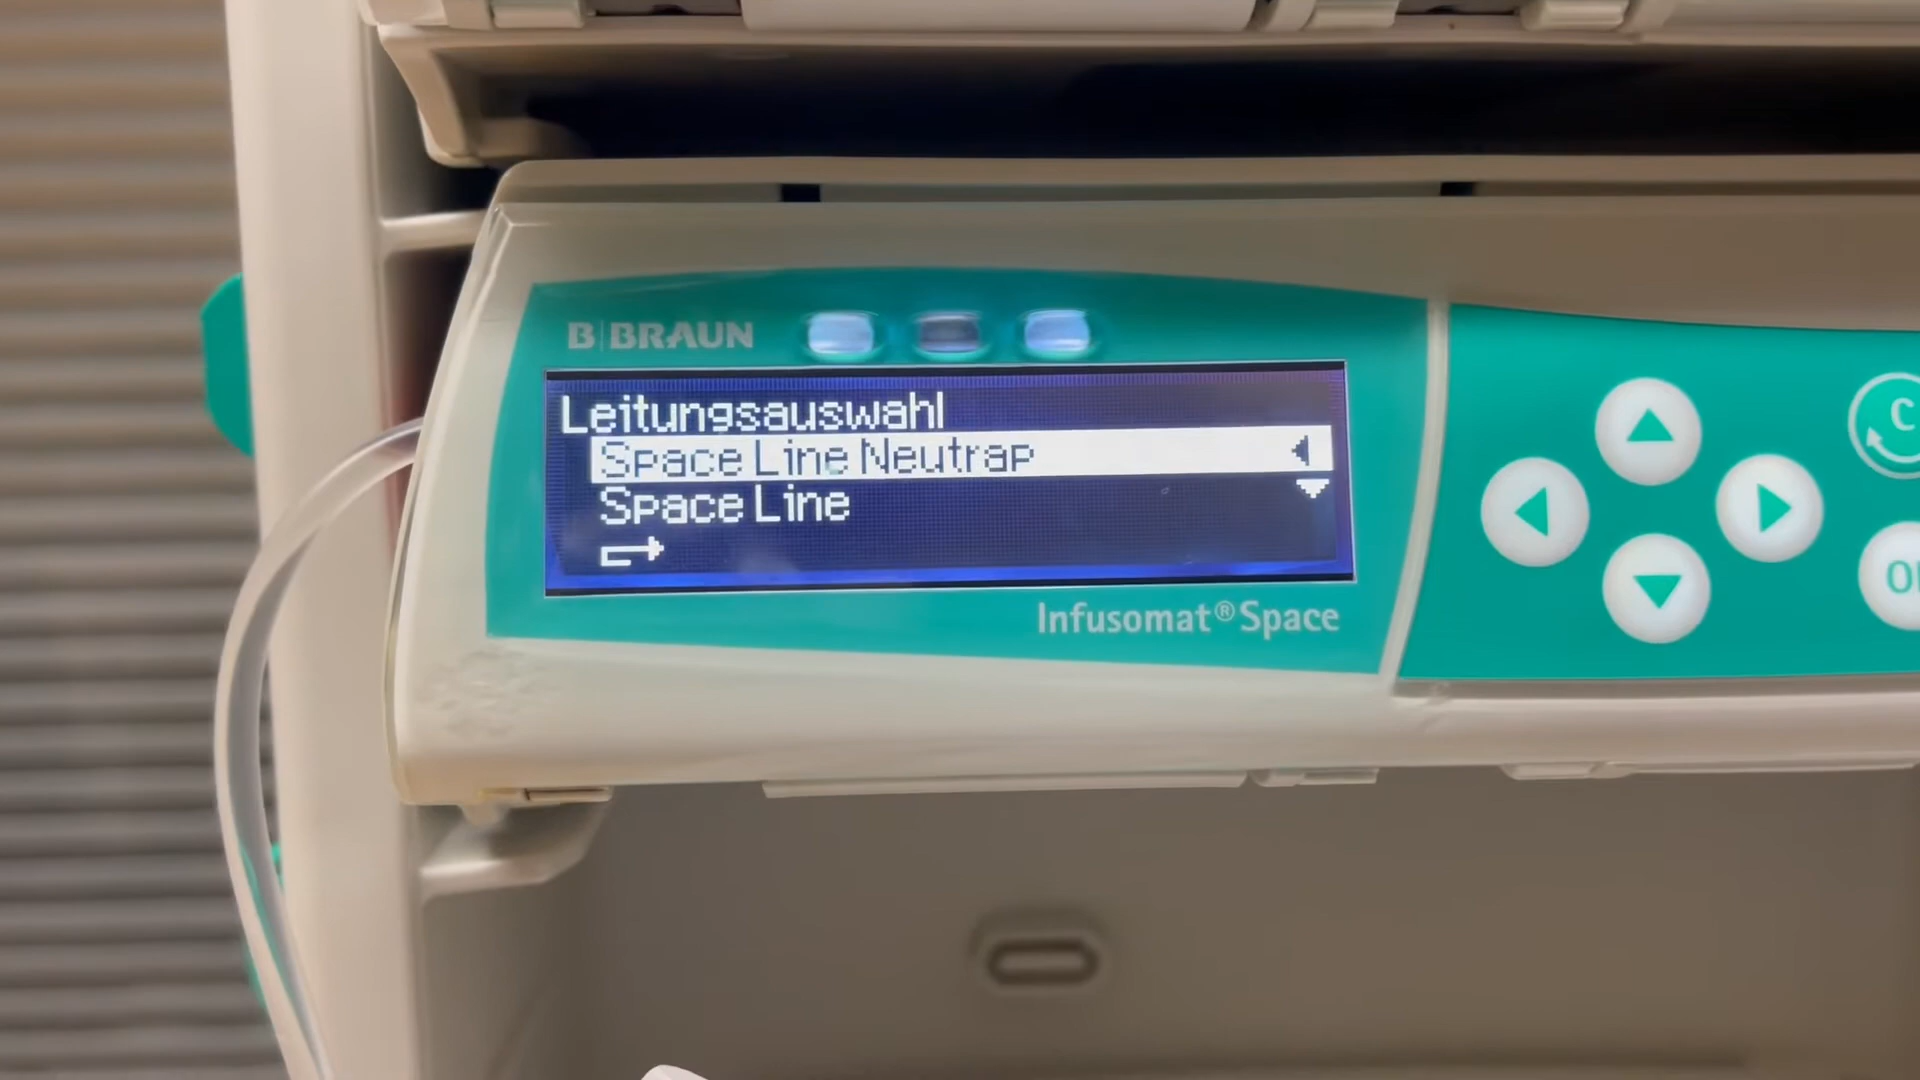 B|BRAUN
Leitungsauswahl
Space Line Neutrap
Space Line
Infusomat® Space
C